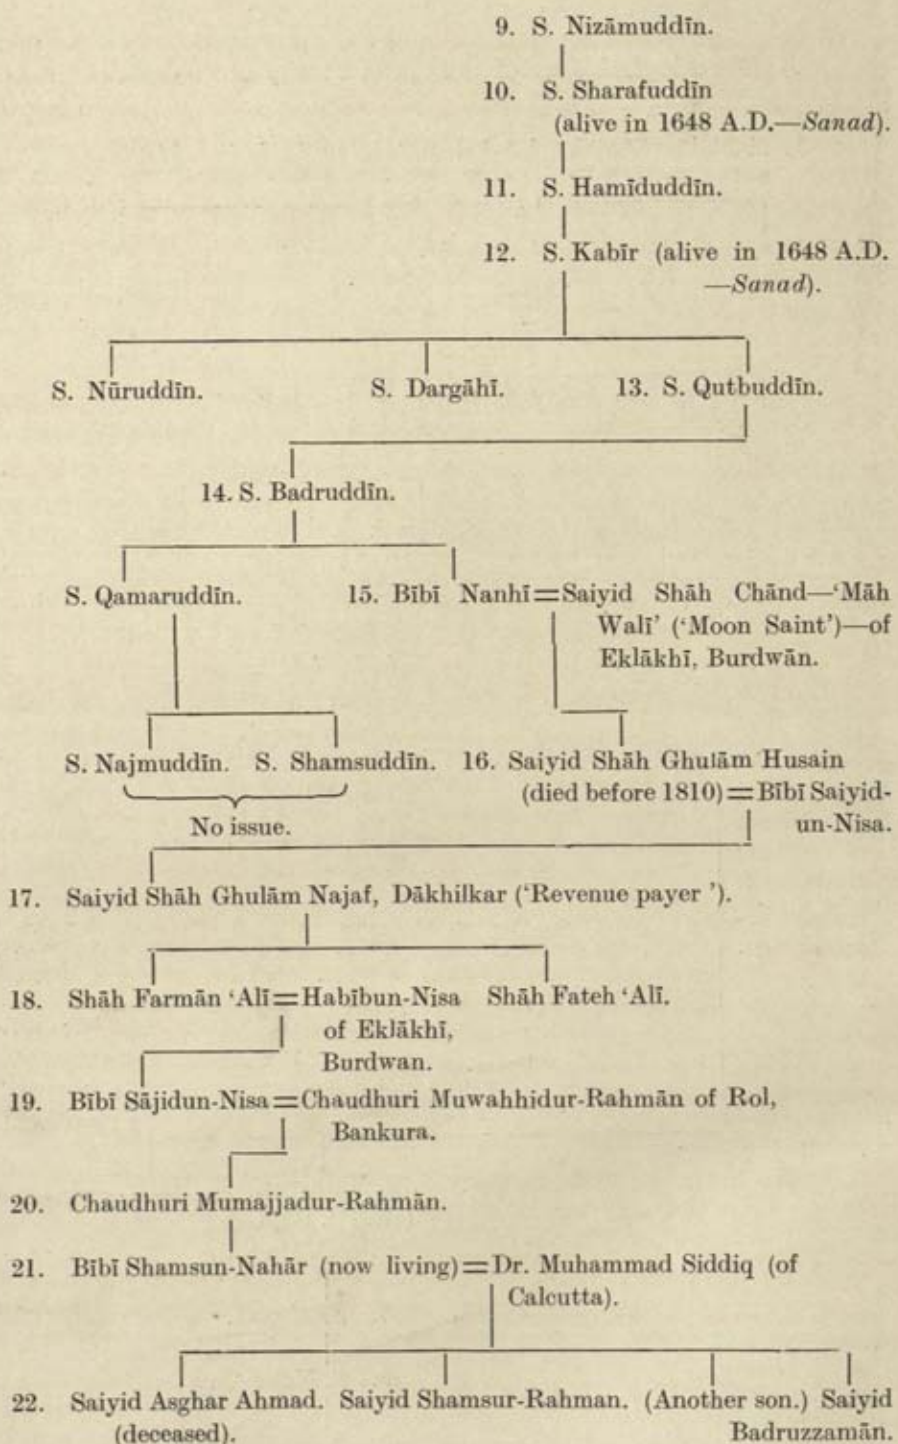 9. S. Nizāmuddīn.
10. S. Sharafuddīn
(alive in 1648 A.D.—Sanad).
11. S. Hamīduddīn.
12. S. Kabīr (alive in 1648 A.D.
—Sanad).
S. Nūruddīn. S. Dargāhī. 13. S. Qutbuddīn.
14. S. Badruddīn.
S. Qamaruddīn. 15. Bībī Nanhī=Saiyid Shāh Chānd—‘Māh
Walī’ (‘Moon Saint’)—of
Eklākhī, Burdwān.
S. Najmuddīn. S. Shamsuddīn. 16. Saiyid Shāh Ghulām Husain
(died before 1810)=Bībī Saiyid-
No issue. un-Nisa.
17. Saiyid Shāh Ghulām Najaf, Dākhilkar (‘Revenue payer ’).
18. Shāh Farmān ‘Alī=Habībun-Nisa Shāh Fateh ‘Alī.
of Eklākhī,
Burdwan.
19. Bībī Sājidun-Nisa=Chaudhuri Muwahhidur-Rahmān of Rol,
Bankura.
20. Chaudhuri Mumajjadur-Rahmān.
21. Bībī Shamsun-Nahār (now living)=Dr. Muhammad Siddiq (of
Calcutta).
22. Saiyid Asghar Ahmad. Saiyid Shamsur-Rahman. (Another son.) Saiyid
(deceased). Badruzzamān.